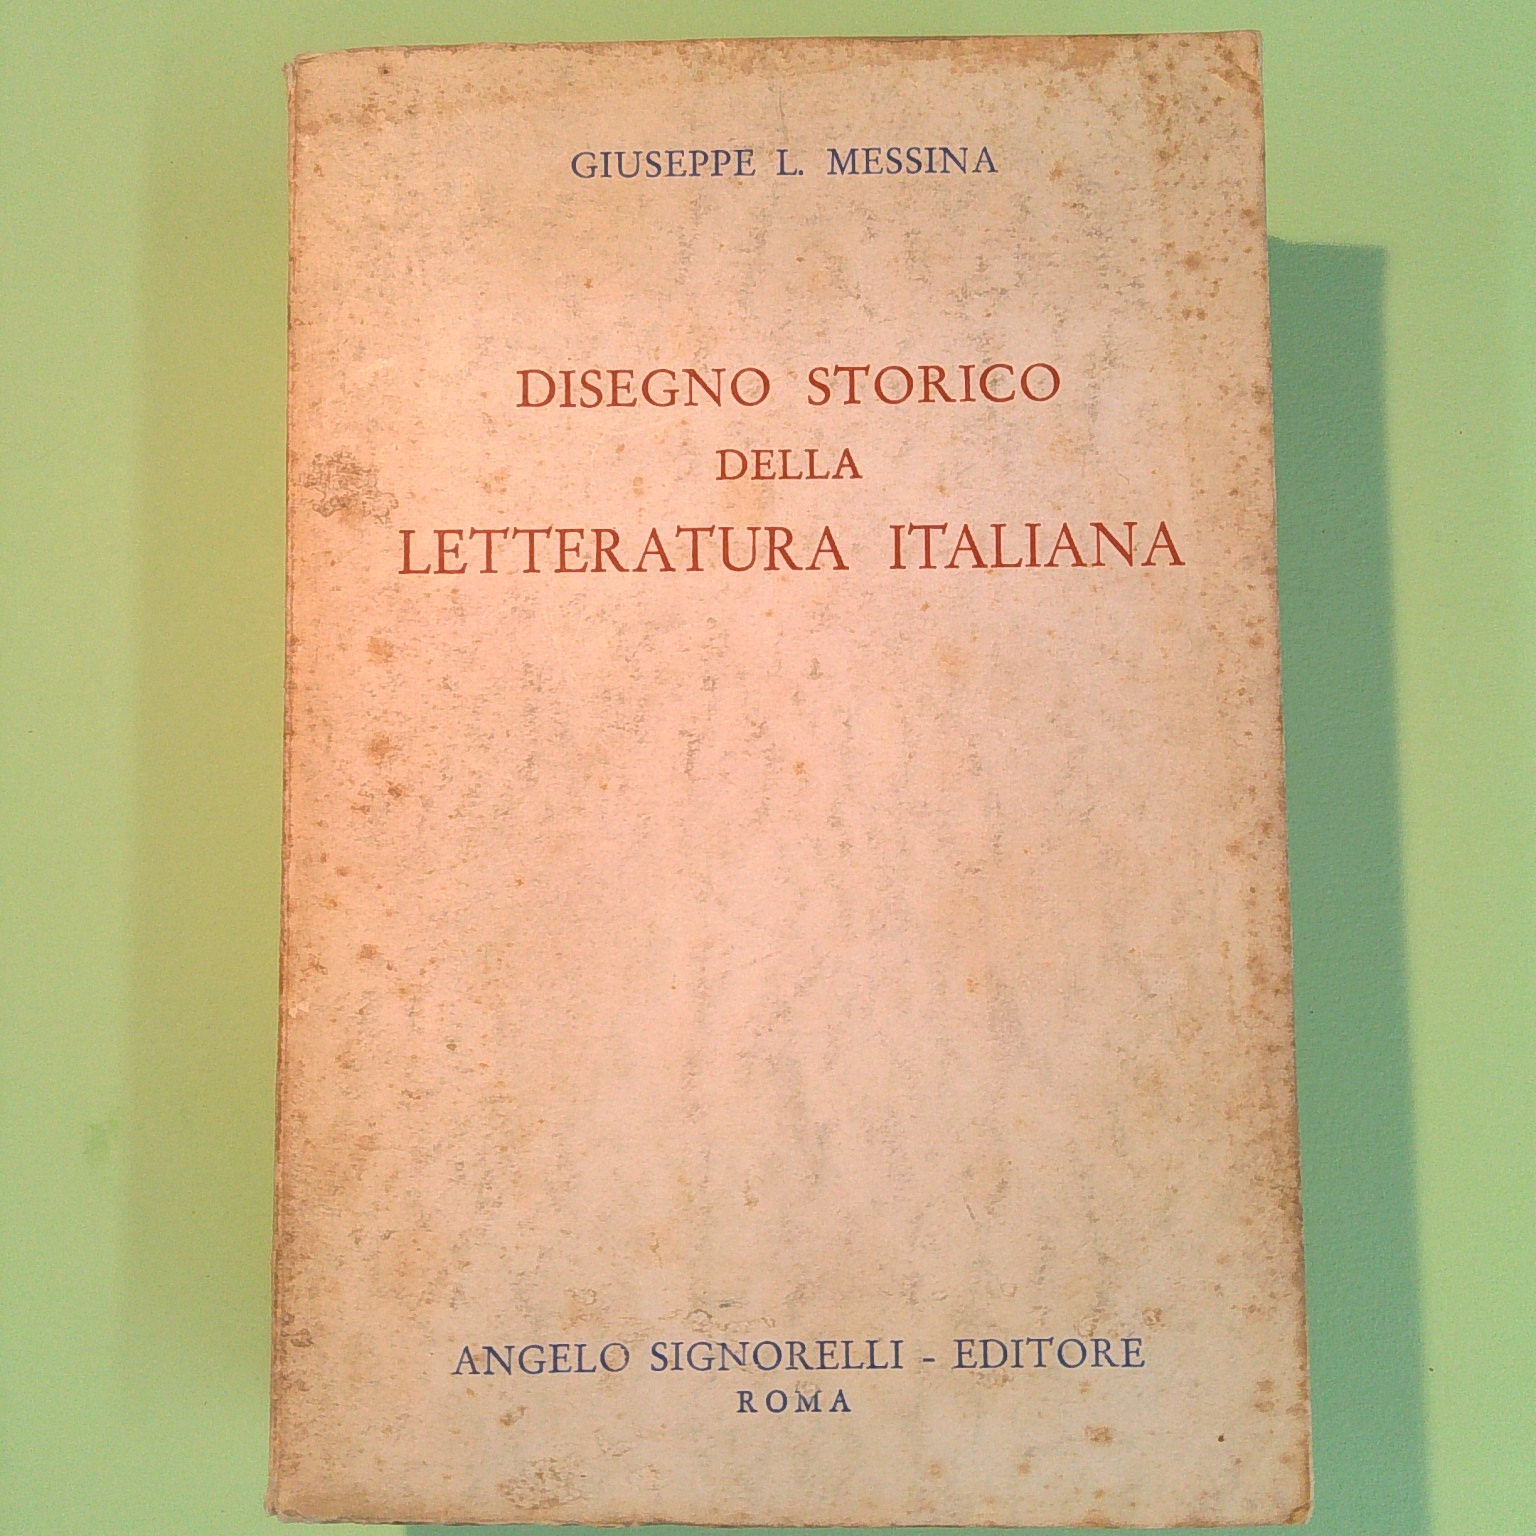 GIUSEPPE L. MESSINA
DISEGNO STORICO
DELLA
LETTERATURA ITALIANA
ANGELO SIGNORELLI - EDITORE
ROMA